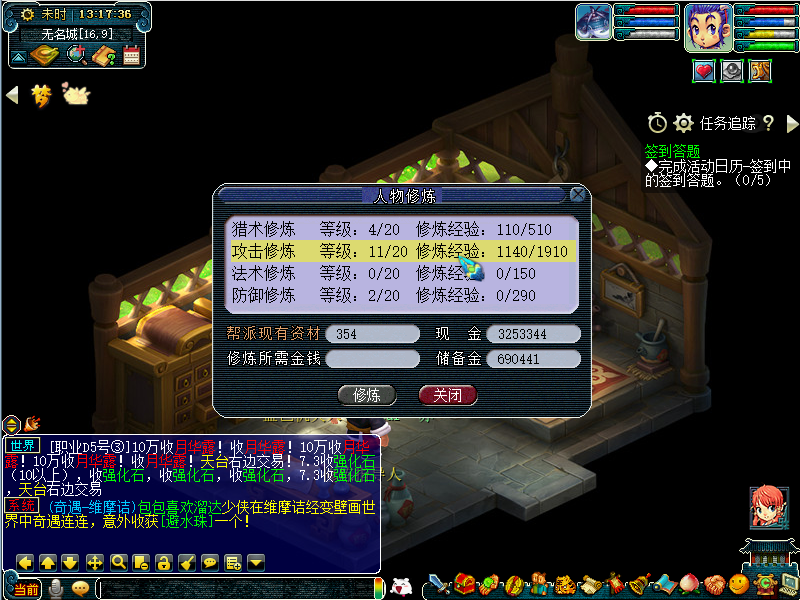 未时 13:17:36
无名城[16,9]
任务追踪 ?
签到答题
◆完成活动日历-签到中
的签到答题。(0/5)
人物修炼
猎术修炼 等级：4/20 修炼经验：110/510
攻击修炼 等级：11/20 修炼经验：1140/1910
法术修炼 等级：0/20 修炼经验：0/150
防御修炼 等级：2/20 修炼经验：0/290
帮派现有资材 354 现 金 3253344
修炼所需金钱 储备金 690441
修炼 关闭
世界 [职业D5号③]10万收月华露！收月华露！10万收月华
露！10万收月华露！收月华露！天台右边交易！7.3收强化石
（10以上），收强化石，收强化石，收强化石，7.3收强化石
，天台右边交易
系统 (奇遇-维摩诘)包包喜欢溜达少侠在维摩诘经变壁画世
界中奇遇连连，意外收获[避水珠]一个！
当前